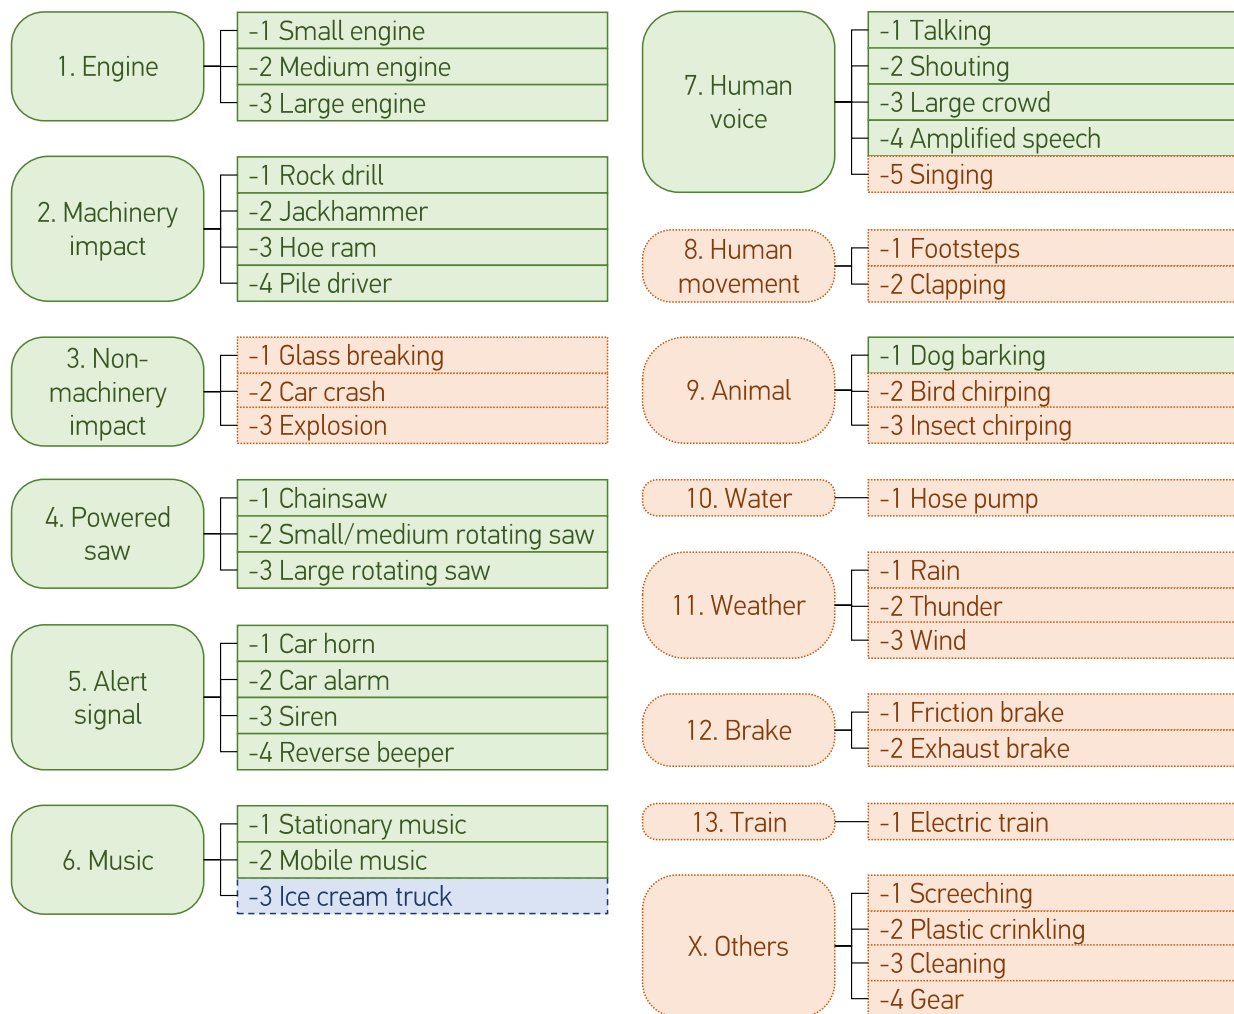 1. Engine
-1 Small engine
-2 Medium engine
-3 Large engine
2. Machinery
impact
-1 Rock drill
-2 Jackhammer
-3 Hoe ram
-4 Pile driver
3. Non-
machinery
impact
-1 Glass breaking
-2 Car crash
-3 Explosion
4. Powered
saw
-1 Chainsaw
-2 Small/medium rotating saw
-3 Large rotating saw
5. Alert
signal
-1 Car horn
-2 Car alarm
-3 Siren
-4 Reverse beeper
6. Music
-1 Stationary music
-2 Mobile music
-3 Ice cream truck
7. Human
voice
-1 Talking
-2 Shouting
-3 Large crowd
-4 Amplified speech
-5 Singing
8. Human
movement
-1 Footsteps
-2 Clapping
9. Animal
-1 Dog barking
-2 Bird chirping
-3 Insect chirping
10. Water
-1 Hose pump
11. Weather
-1 Rain
-2 Thunder
-3 Wind
12. Brake
-1 Friction brake
-2 Exhaust brake
13. Train
-1 Electric train
X. Others
-1 Screeching
-2 Plastic crinkling
-3 Cleaning
-4 Gear